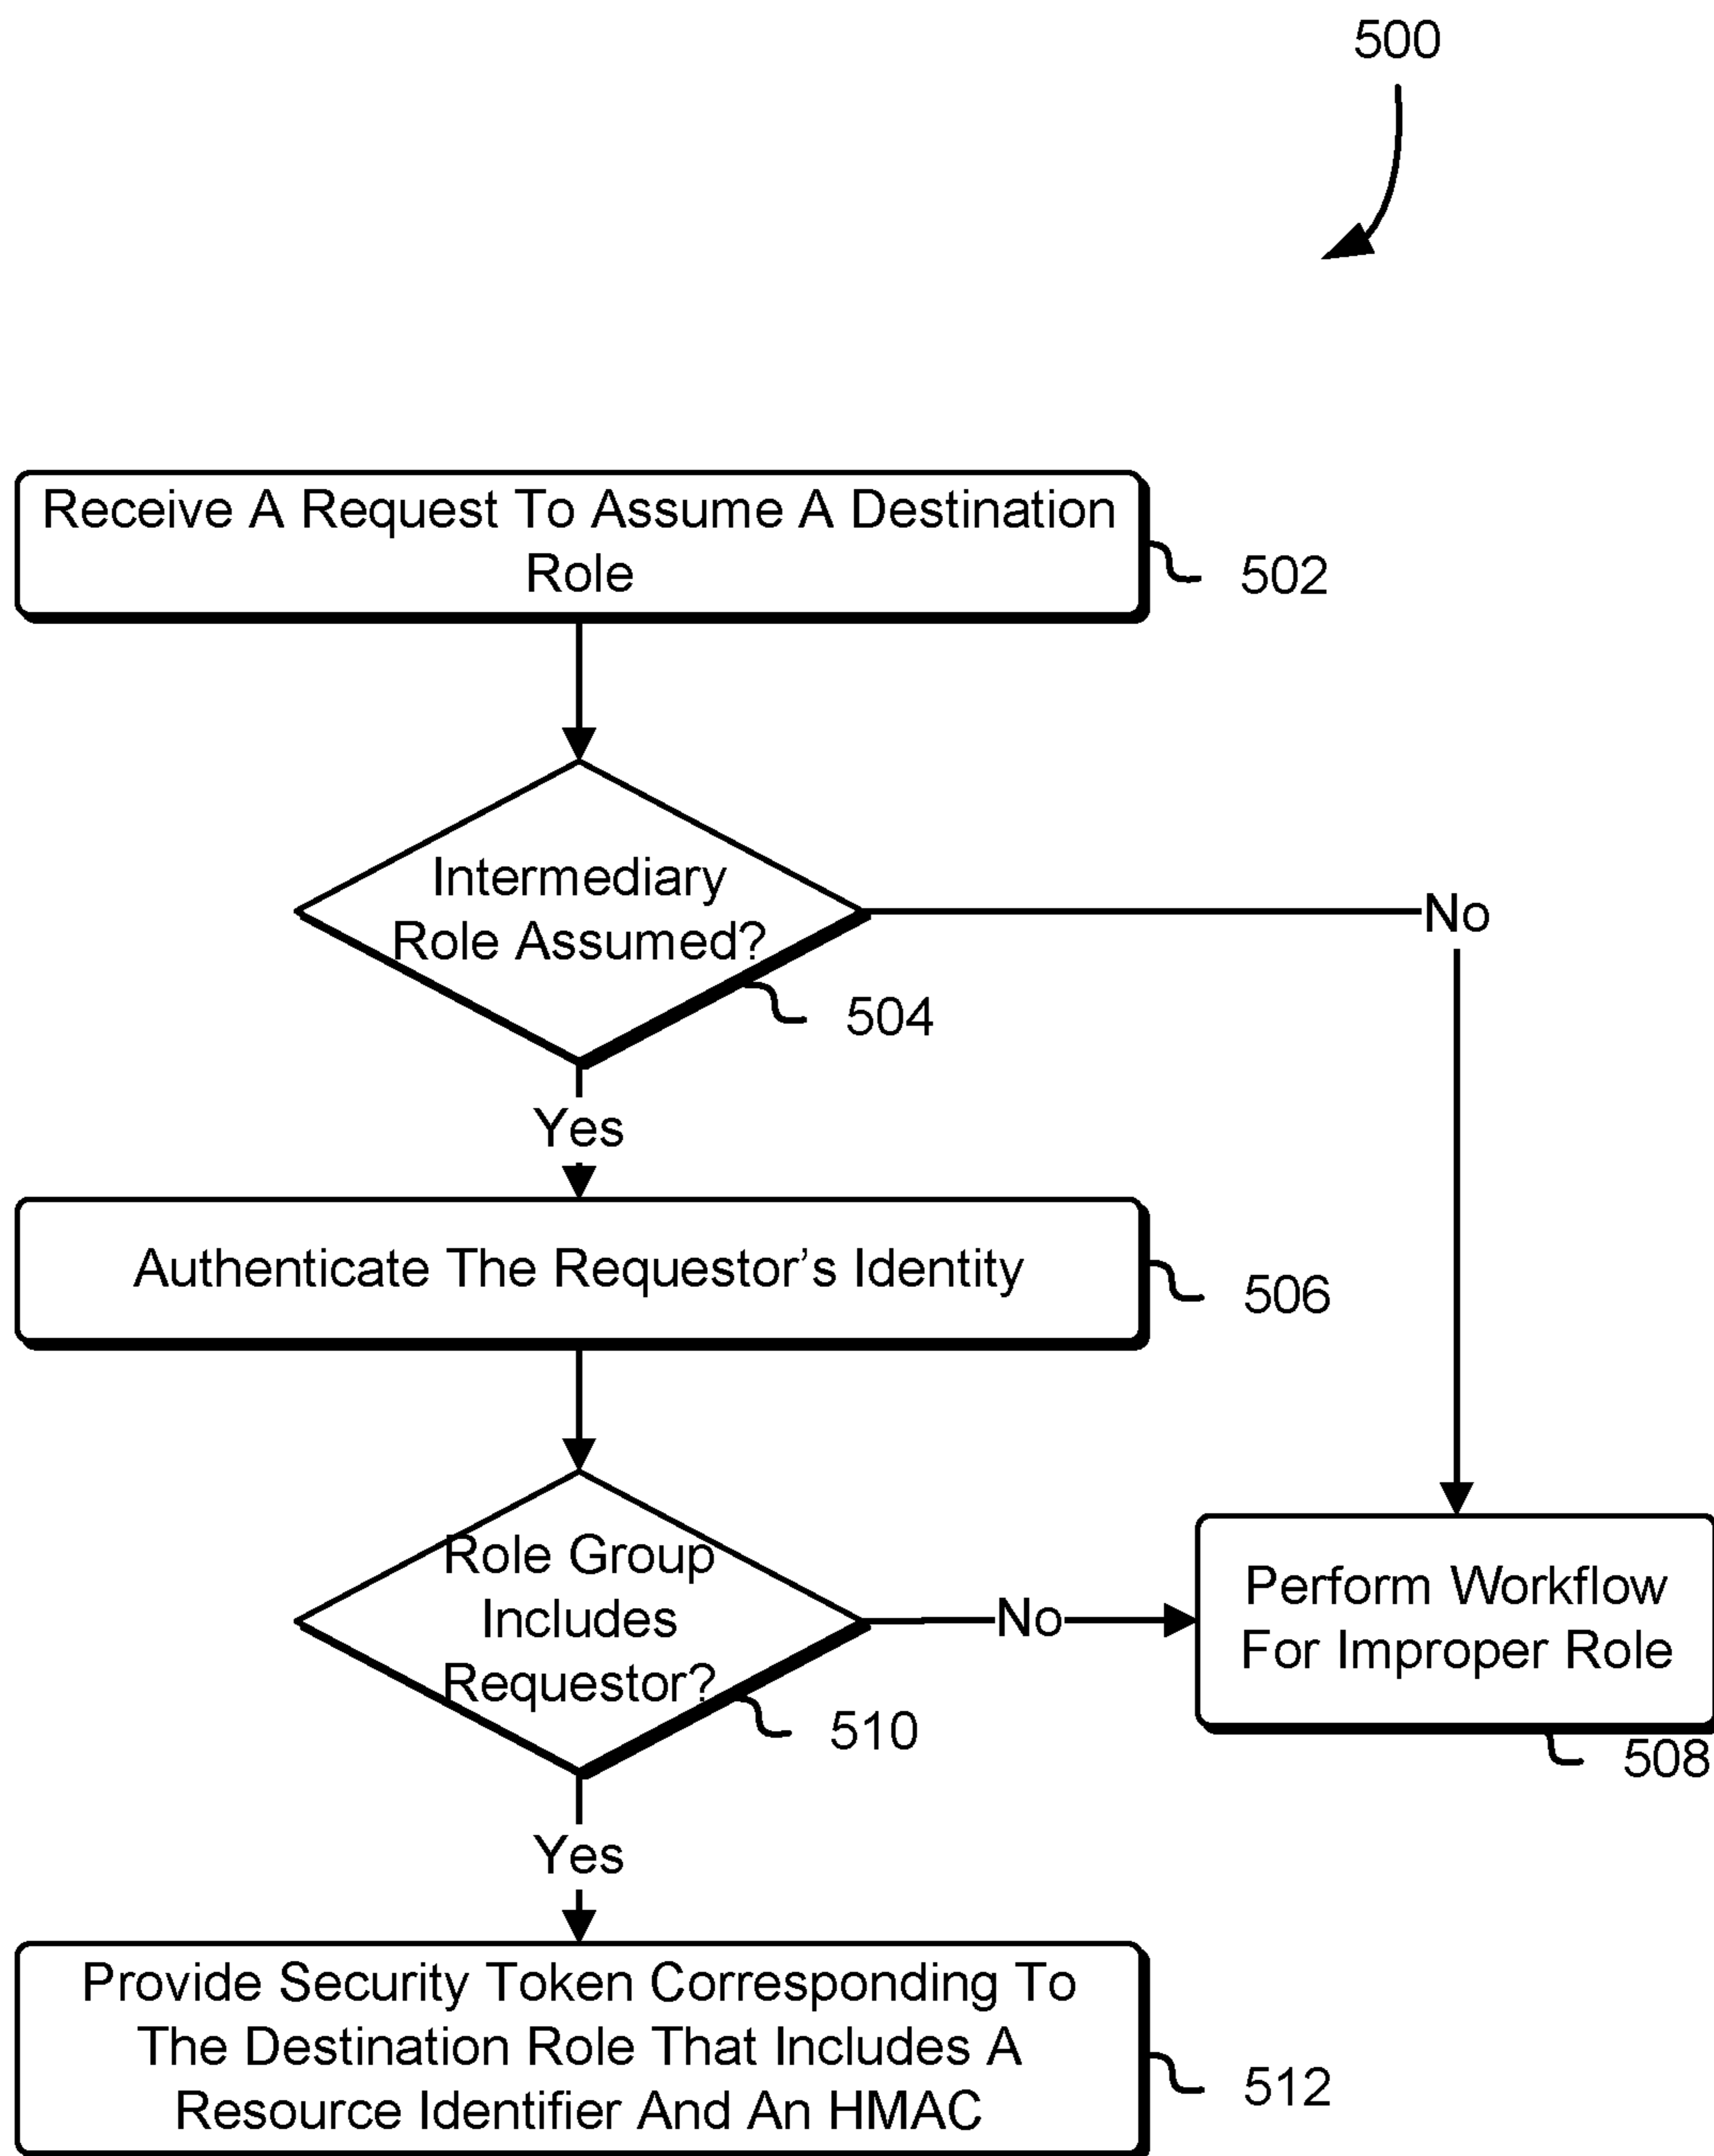 500
Receive A Request To Assume A Destination
Role
502
Intermediary
Role Assumed?
No
504
Yes
Authenticate The Requestor’s Identity
506
Role Group
Includes
Requestor?
No
510
Perform Workflow
For Improper Role
508
Yes
Provide Security Token Corresponding To
The Destination Role That Includes A
Resource Identifier And An HMAC
512